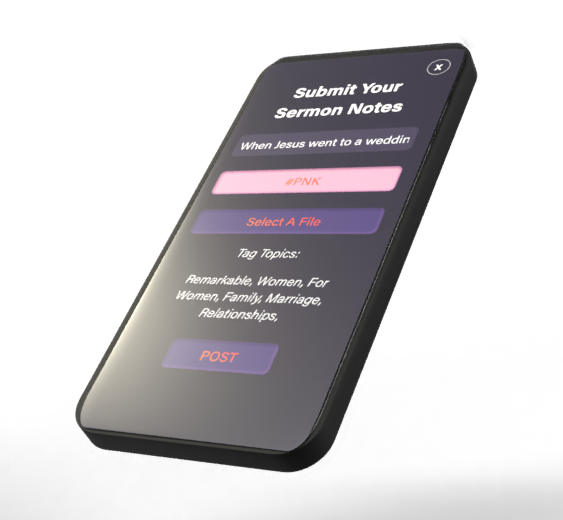 x
Submit Your
Sermon Notes
When Jesus went to a weddin
#PNK
Select A File
Tag Topics:
Remarkable, Women, For
Women, Family, Marriage,
Relationships,
POST